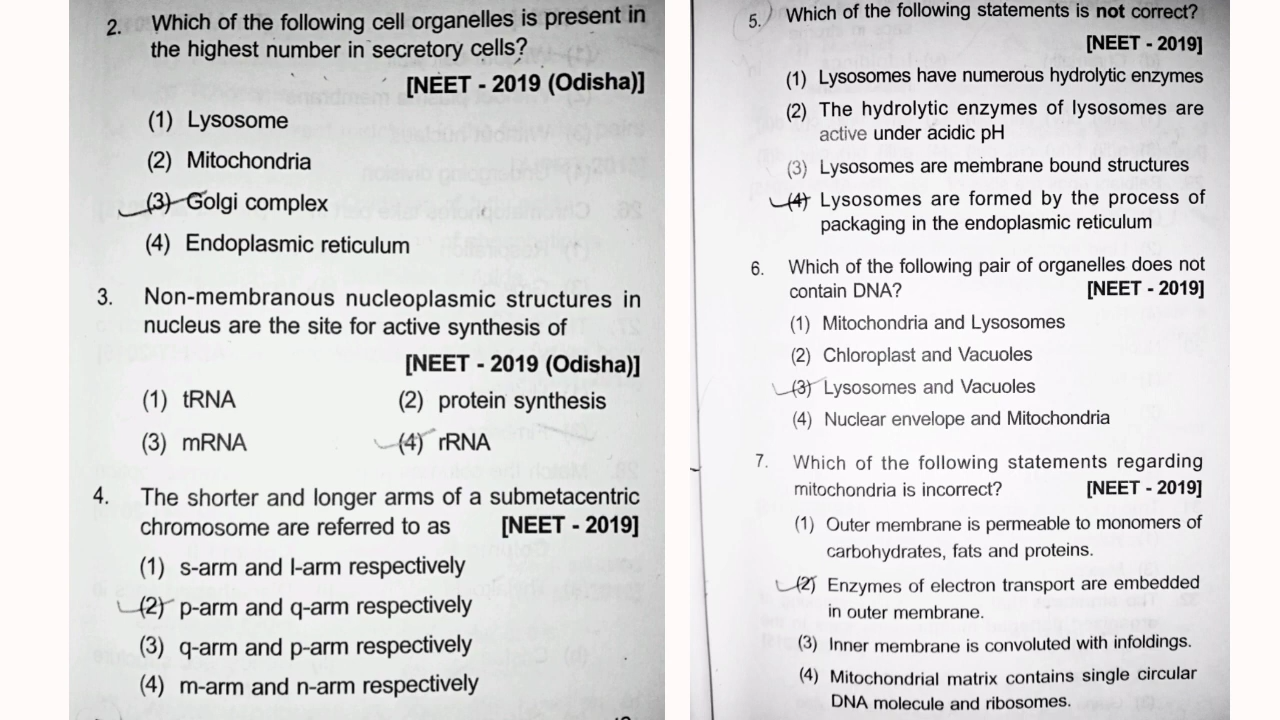 2. Which of the following cell organelles is present in
the highest number in secretory cells?
[NEET - 2019 (Odisha)]
(1) Lysosome
(2) Mitochondria
(3) Golgi complex
(4) Endoplasmic reticulum
3. Non-membranous nucleoplasmic structures in
nucleus are the site for active synthesis of
[NEET - 2019 (Odisha)]
(1) tRNA (2) protein synthesis
(3) mRNA (4) rRNA
4. The shorter and longer arms of a submetacentric
chromosome are referred to as [NEET - 2019]
(1) s-arm and l-arm respectively
(2) p-arm and q-arm respectively
(3) q-arm and p-arm respectively
(4) m-arm and n-arm respectively
5. Which of the following statements is not correct?
[NEET - 2019]
(1) Lysosomes have numerous hydrolytic enzymes
(2) The hydrolytic enzymes of lysosomes are
active under acidic pH
(3) Lysosomes are membrane bound structures
(4) Lysosomes are formed by the process of
packaging in the endoplasmic reticulum
6. Which of the following pair of organelles does not
contain DNA? [NEET - 2019]
(1) Mitochondria and Lysosomes
(2) Chloroplast and Vacuoles
(3) Lysosomes and Vacuoles
(4) Nuclear envelope and Mitochondria
7. Which of the following statements regarding
mitochondria is incorrect? [NEET - 2019]
(1) Outer membrane is permeable to monomers of
carbohydrates, fats and proteins.
(2) Enzymes of electron transport are embedded
in outer membrane.
(3) Inner membrane is convoluted with infoldings.
(4) Mitochondrial matrix contains single circular
DNA molecule and ribosomes.